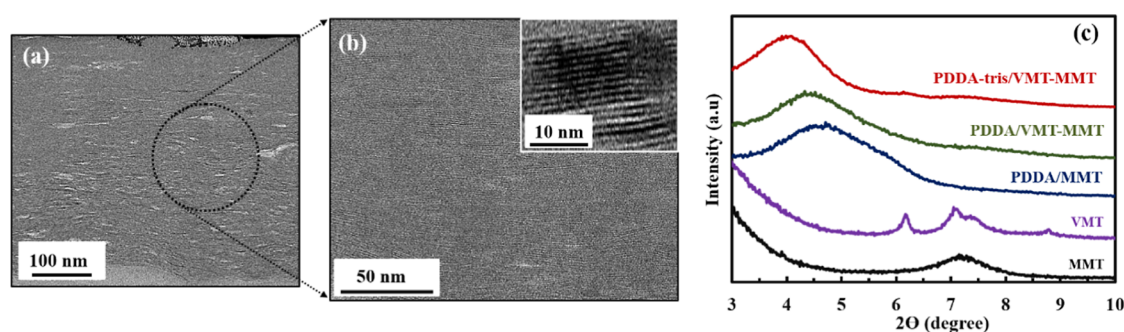 (a)
100 nm
(b)
10 nm
50 nm
(c)
Intensity (a.u)
PDDA-tris/VMT-MMT
PDDA/VMT-MMT
PDDA/MMT
VMT
MMT
3 4 5 6 7 8 9 10
2Θ (degree)